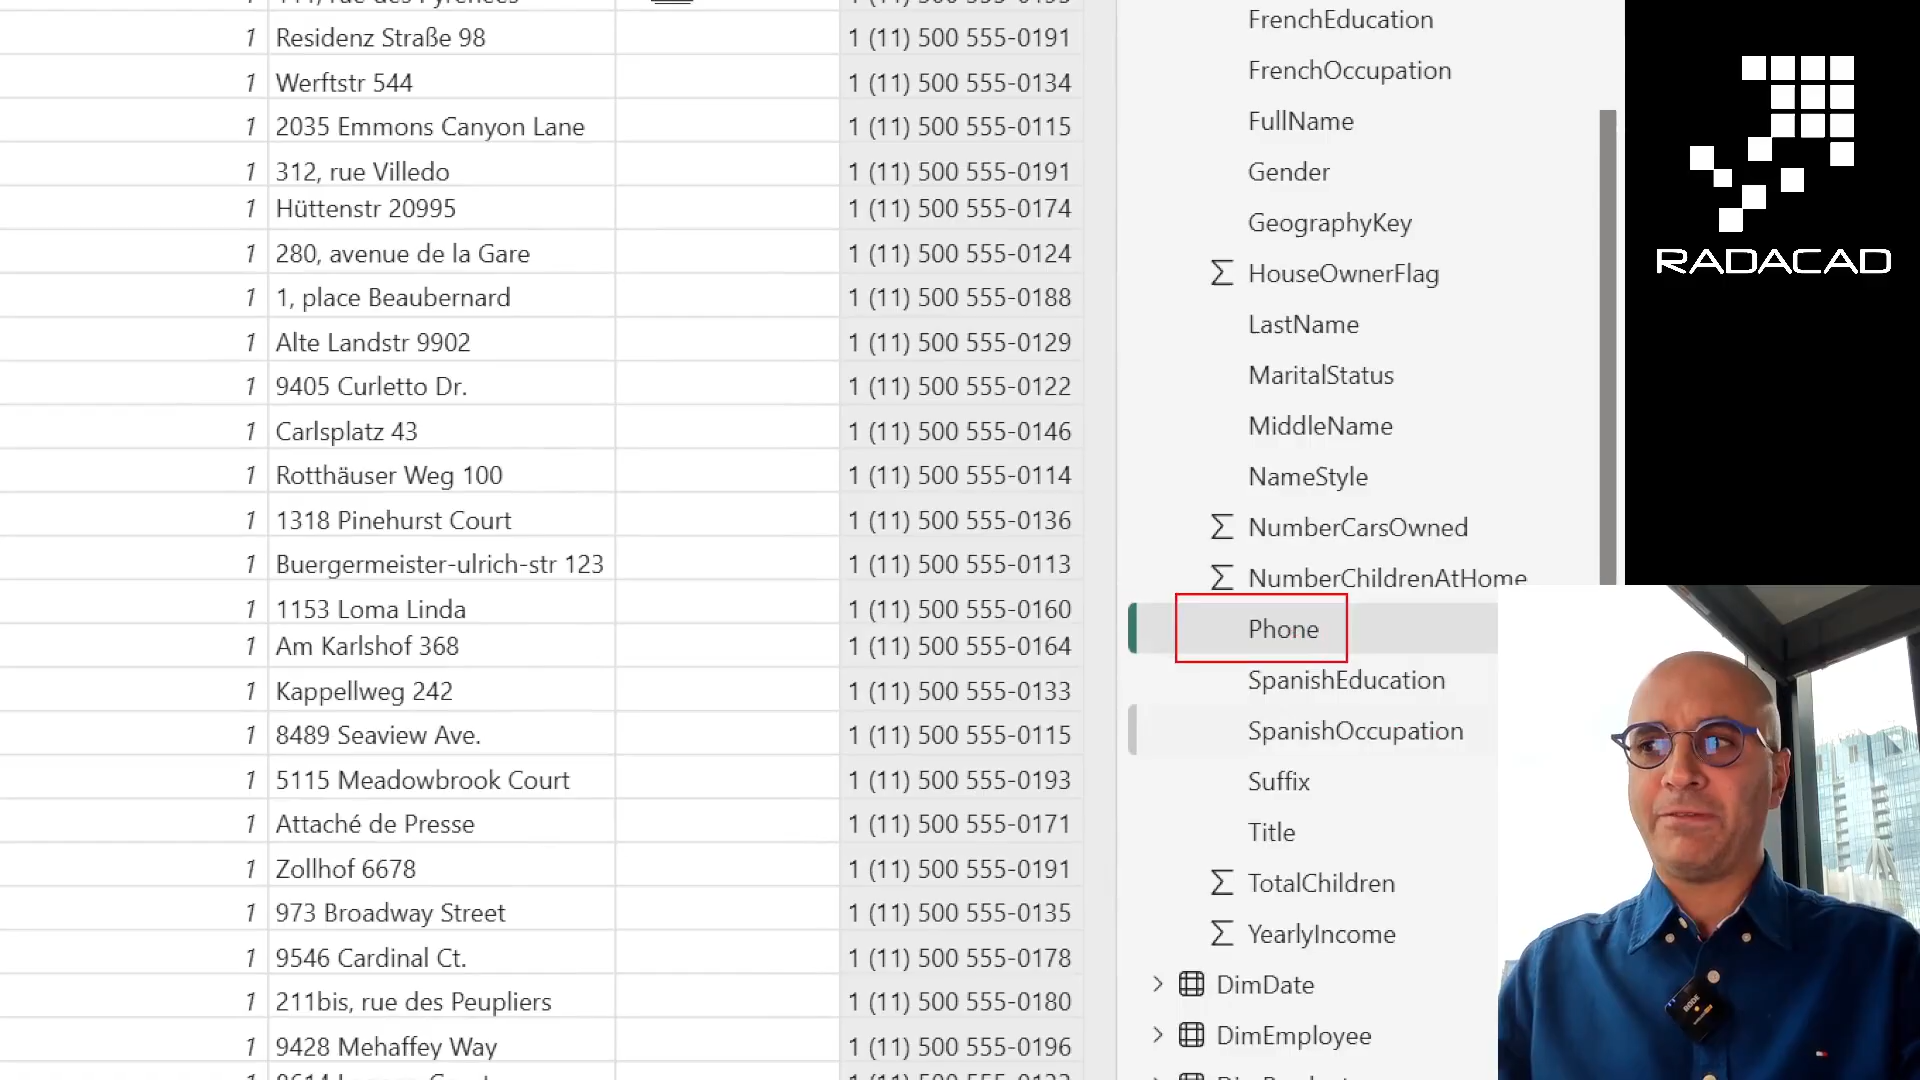 1 Residenz Straße 98 1 (11) 500 555-0191
1 Werftstr 544 1 (11) 500 555-0134
1 2035 Emmons Canyon Lane 1 (11) 500 555-0115
1 312, rue Villedo 1 (11) 500 555-0191
1 Hüttenstr 20995 1 (11) 500 555-0174
1 280, avenue de la Gare 1 (11) 500 555-0124
1 1, place Beaubernard 1 (11) 500 555-0188
1 Alte Landstr 9902 1 (11) 500 555-0129
1 9405 Curletto Dr. 1 (11) 500 555-0122
1 Carlsplatz 43 1 (11) 500 555-0146
1 Rotthäuser Weg 100 1 (11) 500 555-0114
1 1318 Pinehurst Court 1 (11) 500 555-0136
1 Buergermeister-ulrich-str 123 1 (11) 500 555-0113
1 1153 Loma Linda 1 (11) 500 555-0160
1 Am Karlshof 368 1 (11) 500 555-0164
1 Kappellweg 242 1 (11) 500 555-0133
1 8489 Seaview Ave. 1 (11) 500 555-0115
1 5115 Meadowbrook Court 1 (11) 500 555-0193
1 Attaché de Presse 1 (11) 500 555-0171
1 Zollhof 6678 1 (11) 500 555-0191
1 973 Broadway Street 1 (11) 500 555-0135
1 9546 Cardinal Ct. 1 (11) 500 555-0178
1 211bis, rue des Peupliers 1 (11) 500 555-0180
1 9428 Mehaffey Way 1 (11) 500 555-0196
FrenchEducation
FrenchOccupation
FullName
Gender
GeographyKey
∑ HouseOwnerFlag
LastName
MaritalStatus
MiddleName
NameStyle
∑ NumberCarsOwned
∑ NumberChildrenAtHome
Phone
SpanishEducation
SpanishOccupation
Suffix
Title
∑ TotalChildren
∑ YearlyIncome
DimDate
DimEmployee
RADACAD
RODE